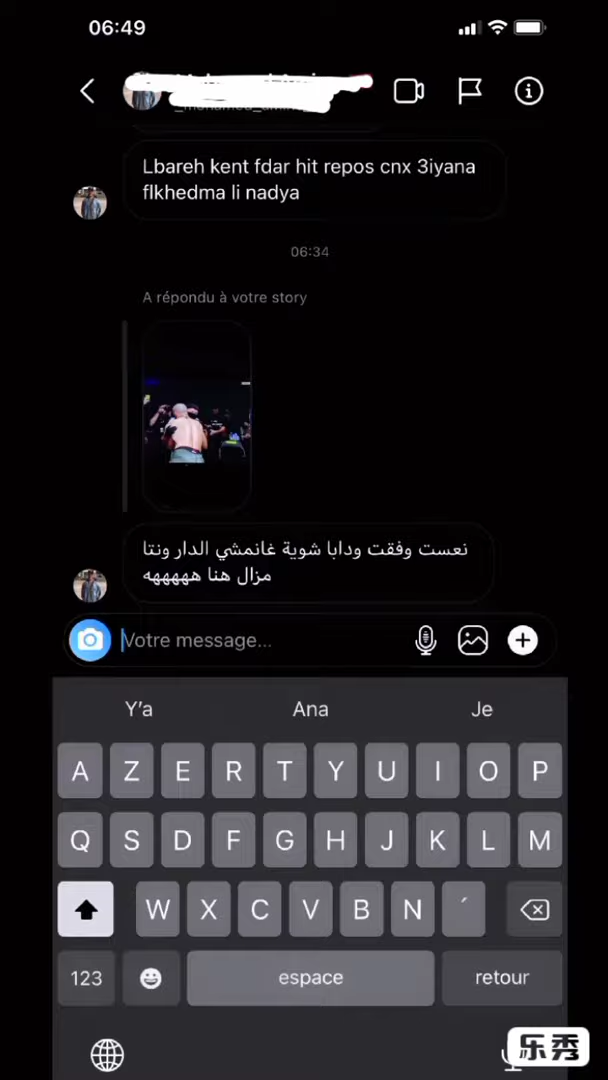 06:49
Lbareh kent fdar hit repos cnx 3iyana
flkhedma li nadya
06:34
A répondu à votre story
نعست وفقت ودابا شوية غانمشي الدار ونتا
مزال هنا هههههه
Votre message...
Y'a Ana Je
A Z E R T Y U I O P
Q S D F G H J K L M
W X C V B N ´
123 espace retour
乐秀